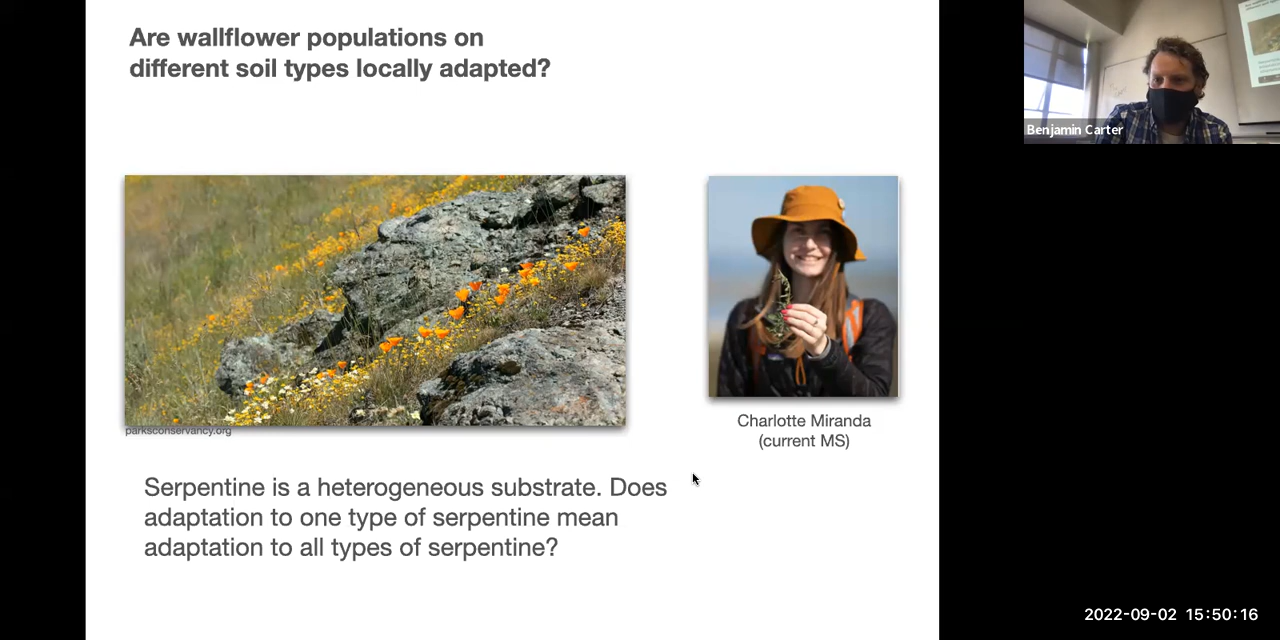 Are wallflower populations on
different soil types locally adapted?
Benjamin Carter
parksconservancy.org
Charlotte Miranda
(current MS)
Serpentine is a heterogeneous substrate. Does
adaptation to one type of serpentine mean
adaptation to all types of serpentine?
2022-09-02 15:50:16